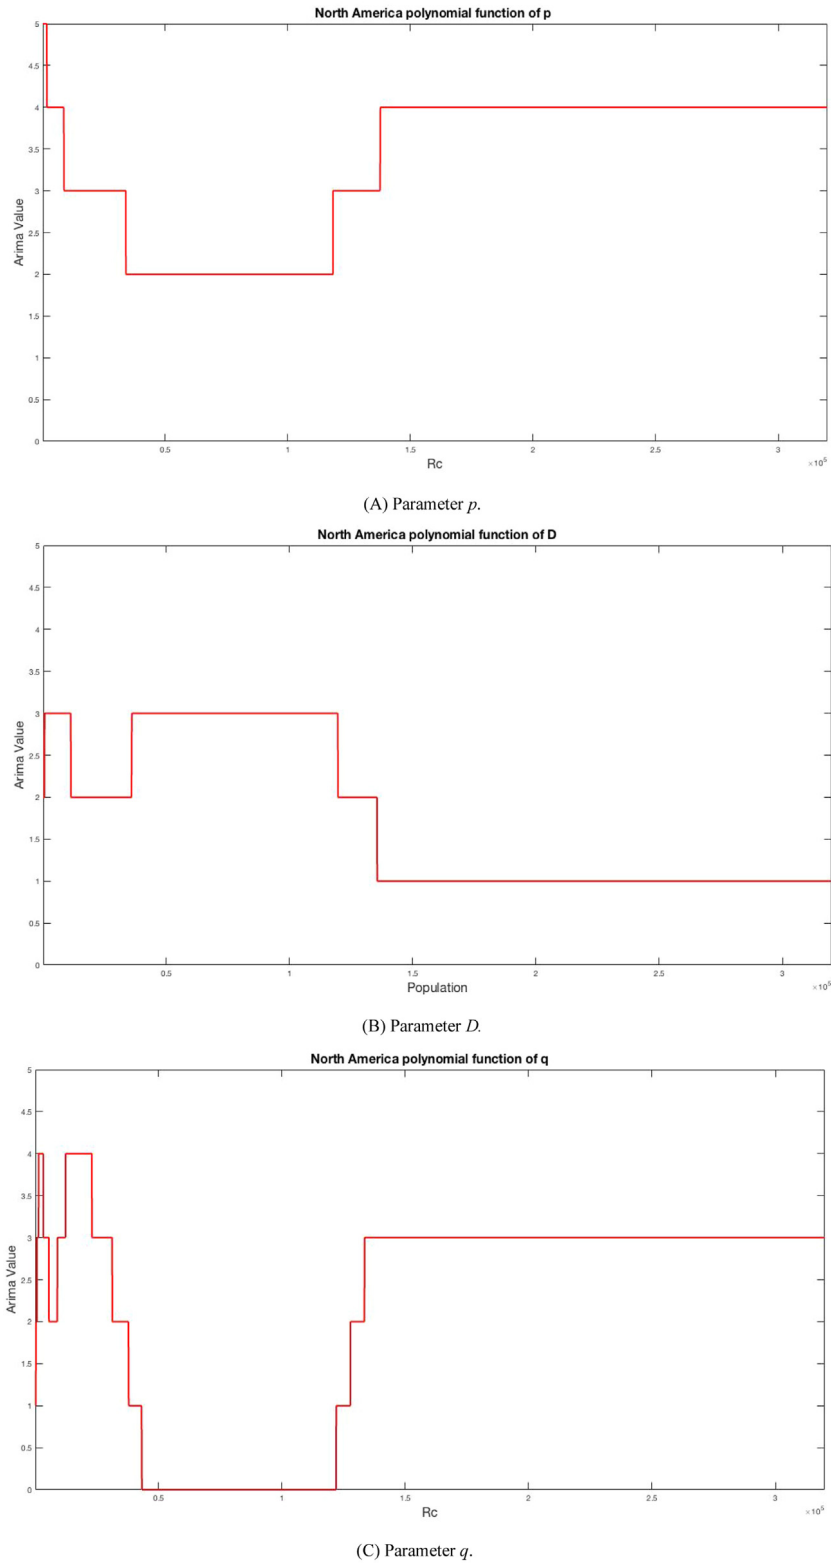 North America polynomial function of p
5
4.5
4
3.5
3
2.5
2
1.5
1
0.5
0
Arima Value
0.5 1 1.5 2 2.5 3
×10⁵
Rc
(A) Parameter p.
North America polynomial function of D
5
4.5
4
3.5
3
2.5
2
1.5
1
0.5
0
Arima Value
0.5 1 1.5 2 2.5 3
×10⁵
Population
(B) Parameter D.
North America polynomial function of q
5
4.5
4
3.5
3
2.5
2
1.5
1
0.5
0
Arima Value
0.5 1 1.5 2 2.5 3
×10⁵
Rc
(C) Parameter q.